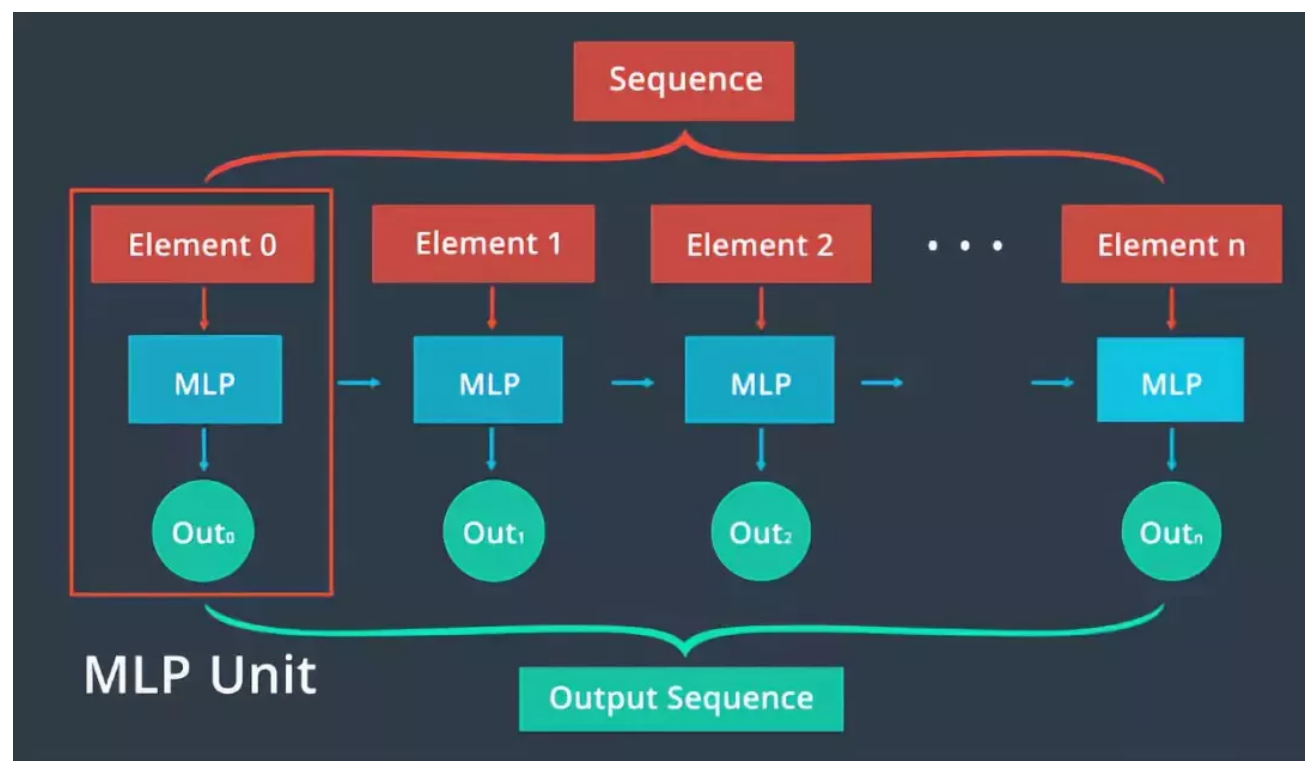 Sequence
Element 0
Element 1
Element 2
. . .
Element n
MLP
MLP
MLP
MLP
Out₀
Out₁
Out₂
Outₙ
MLP Unit
Output Sequence